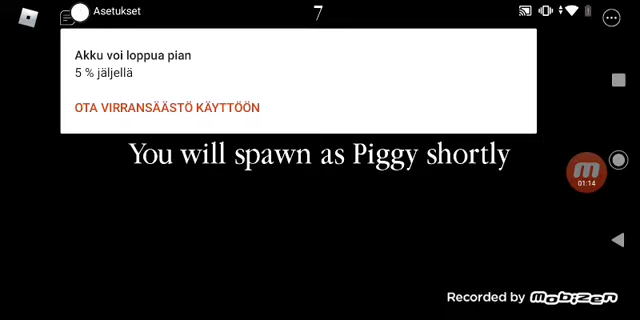 Asetukset
7
Akku voi loppua pian
5 % jäljellä
OTA VIRRANSÄÄSTÖ KÄYTTÖÖN
You will spawn as Piggy shortly
01:14
Recorded by mobizen